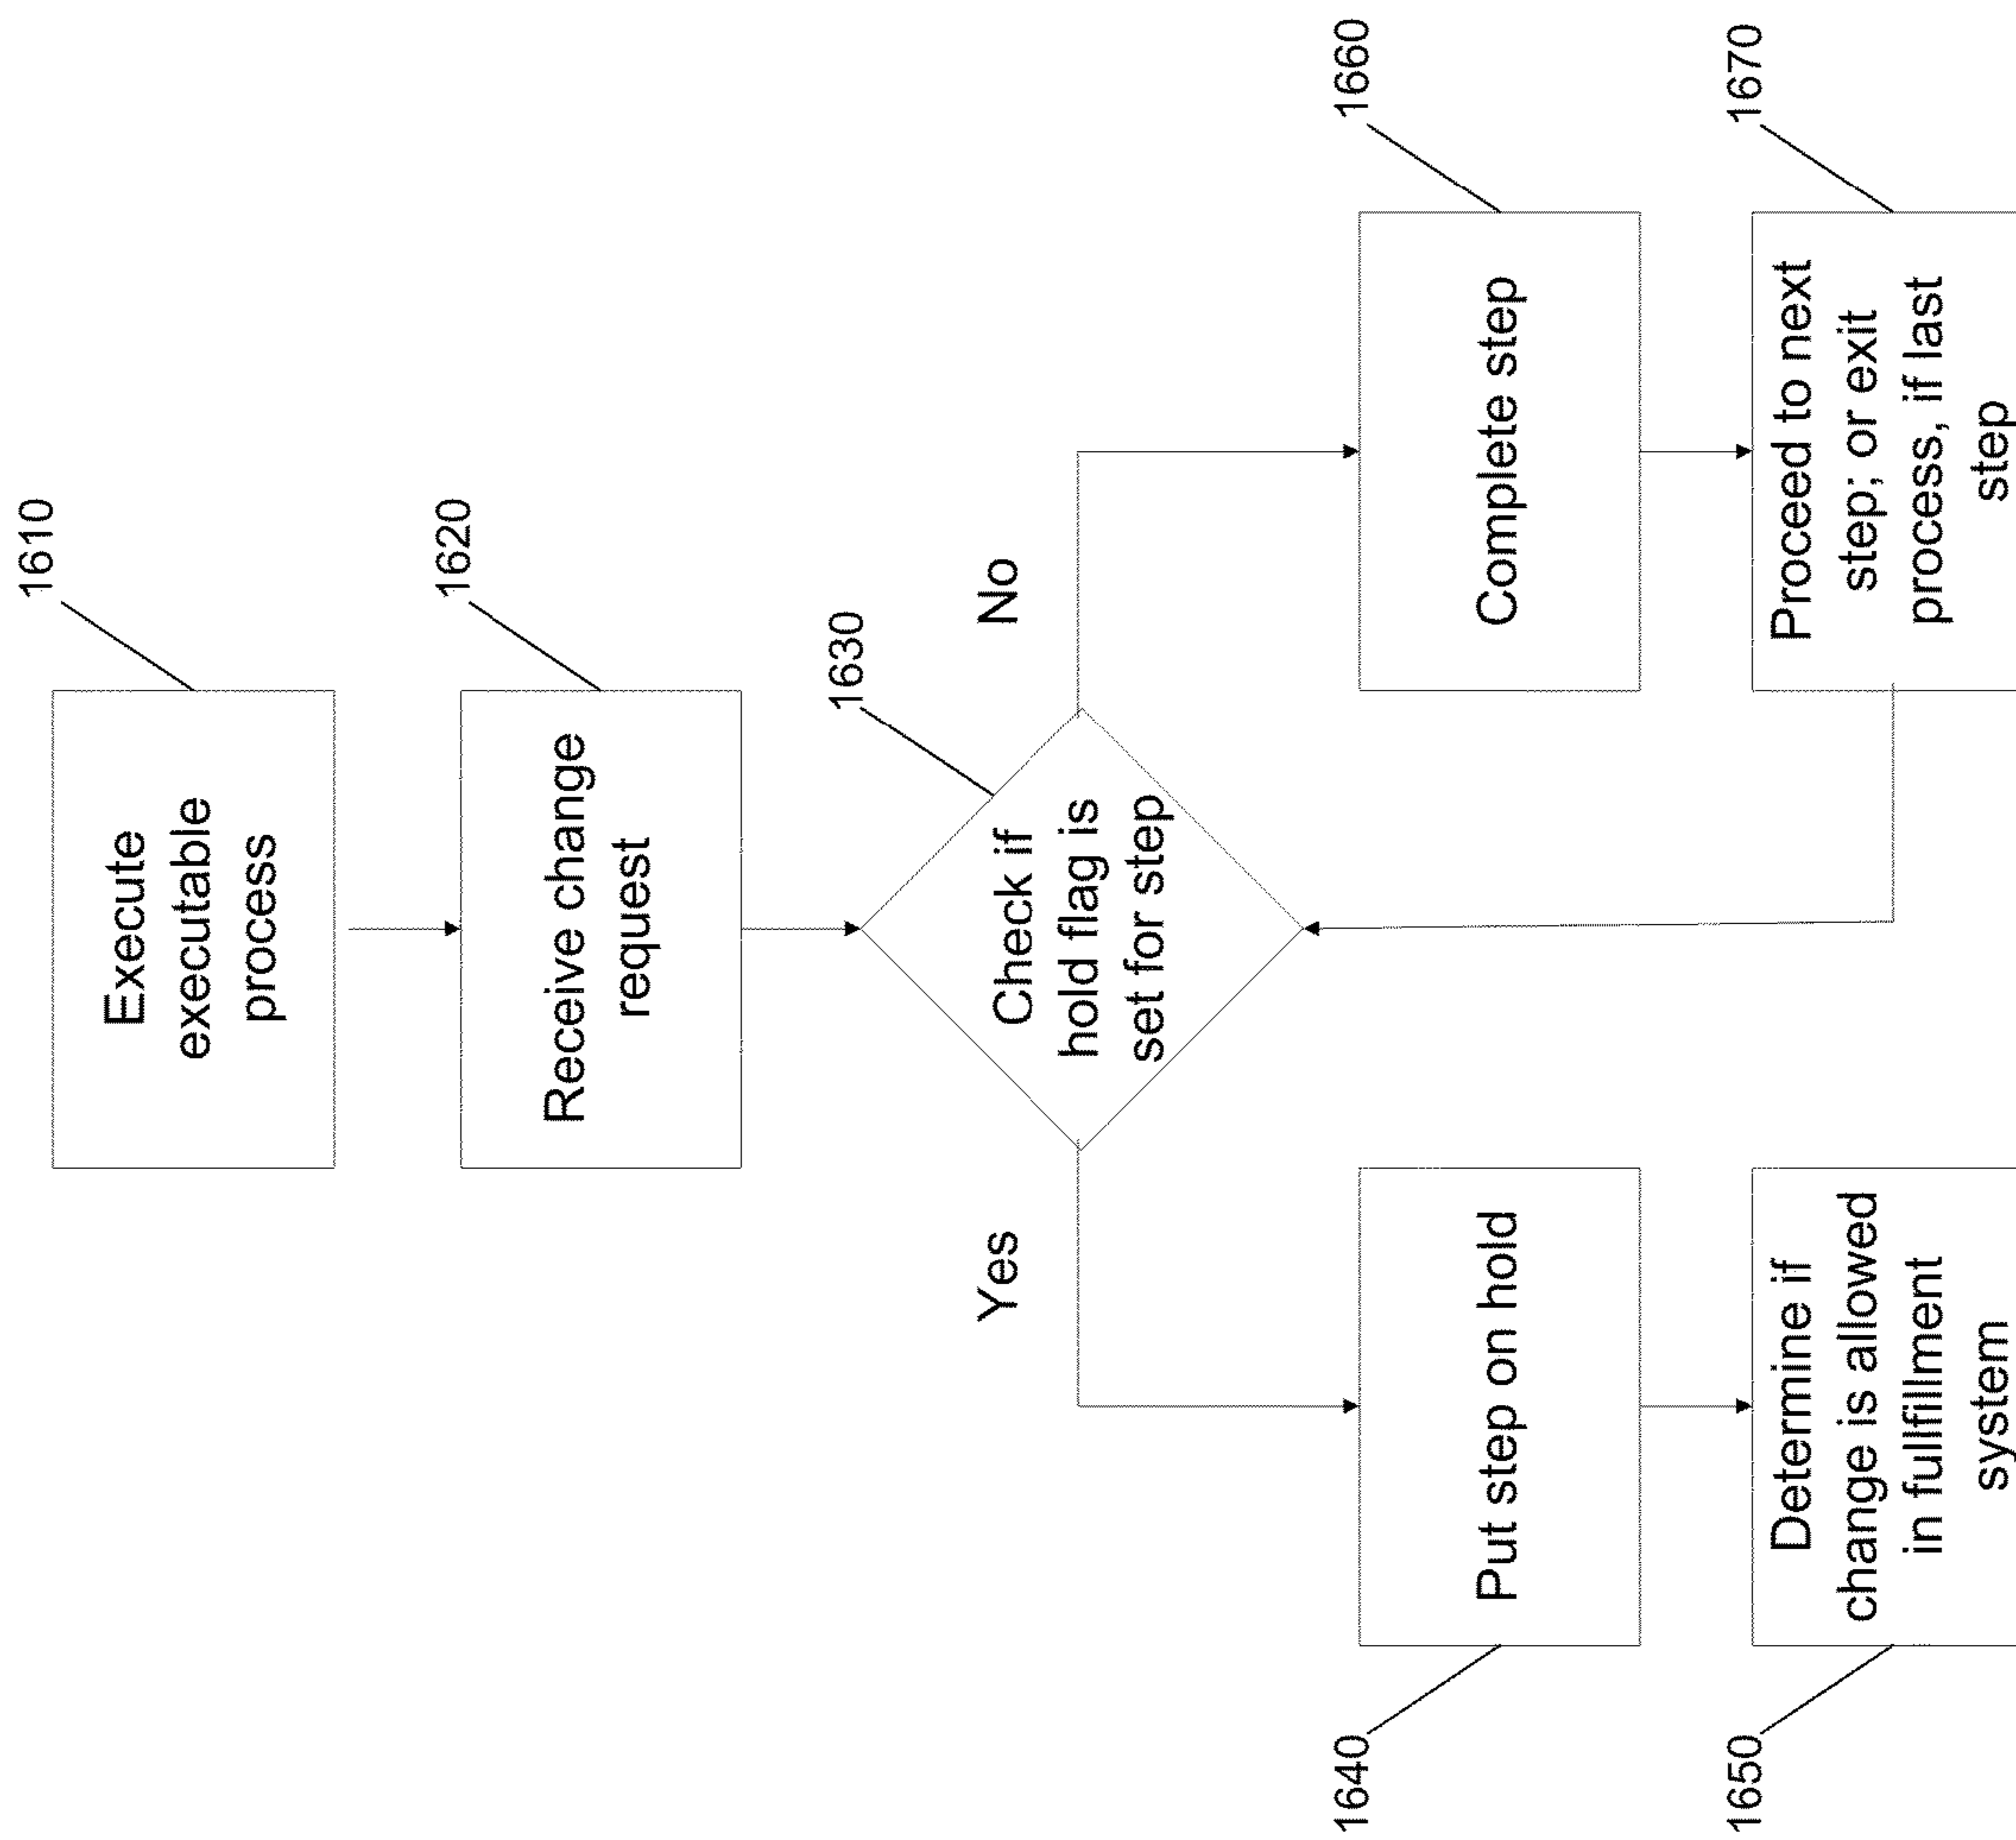 1610
Execute
executable
process
1620
Receive change
request
1630
Check if
hold flag is
set for step
Yes
No
1640
Put step on hold
1660
Complete step
1650
Determine if
change is allowed
in fullfillment
system
1670
Proceed to next
step; or exit
process, if last
step